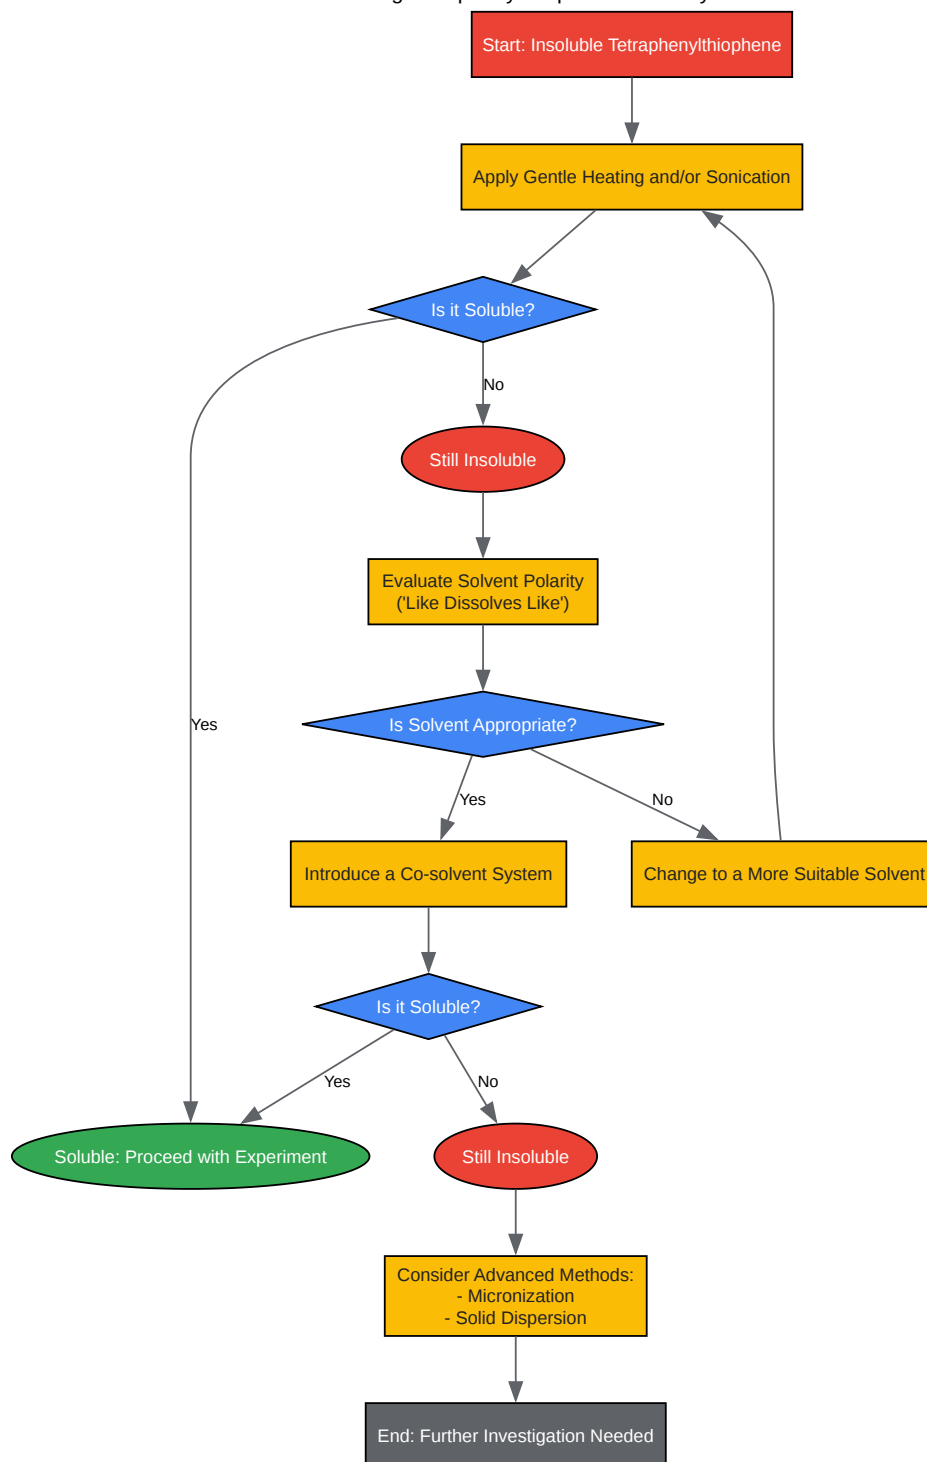 Start: Insoluble Tetraphenylthiophene
Apply Gentle Heating and/or Sonication
Is it Soluble?
No
Still Insoluble
Evaluate Solvent Polarity
('Like Dissolves Like')
Yes
Is Solvent Appropriate?
Yes
No
Introduce a Co-solvent System
Change to a More Suitable Solvent
Is it Soluble?
Yes
No
Soluble: Proceed with Experiment
Still Insoluble
Consider Advanced Methods:
- Micronization
- Solid Dispersion
End: Further Investigation Needed